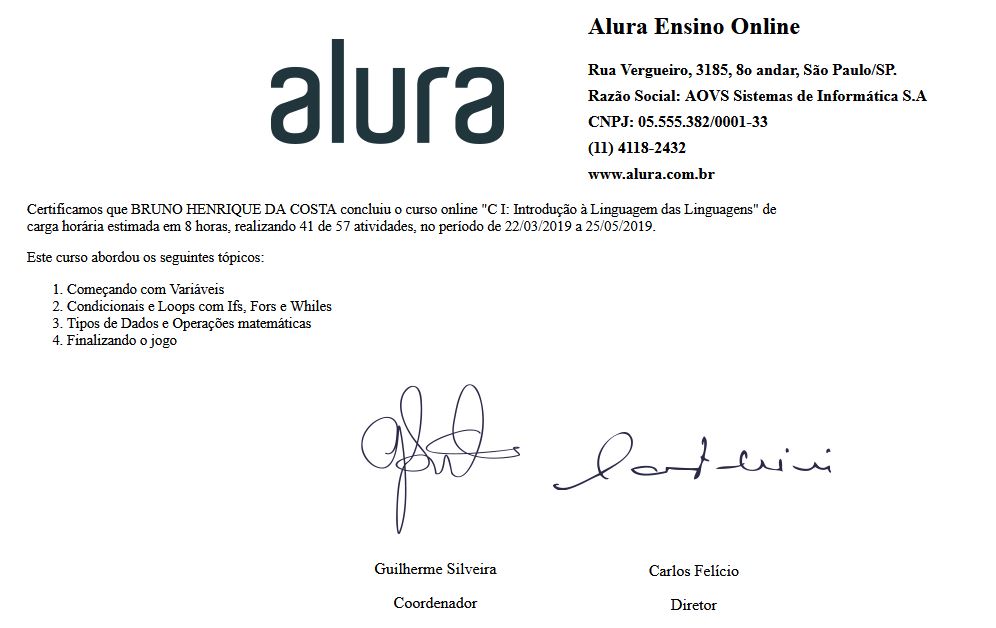 alura
Alura Ensino Online
Rua Vergueiro, 3185, 8o andar, São Paulo/SP.
Razão Social: AOVS Sistemas de Informática S.A
CNPJ: 05.555.382/0001-33
(11) 4118-2432
www.alura.com.br
Certificamos que BRUNO HENRIQUE DA COSTA concluiu o curso online "C I: Introdução à Linguagem das Linguagens" de
carga horária estimada em 8 horas, realizando 41 de 57 atividades, no período de 22/03/2019 a 25/05/2019.
Este curso abordou os seguintes tópicos:
1. Começando com Variáveis
2. Condicionais e Loops com Ifs, Fors e Whiles
3. Tipos de Dados e Operações matemáticas
4. Finalizando o jogo
Guilherme Silveira
Coordenador
Carlos Felício
Diretor